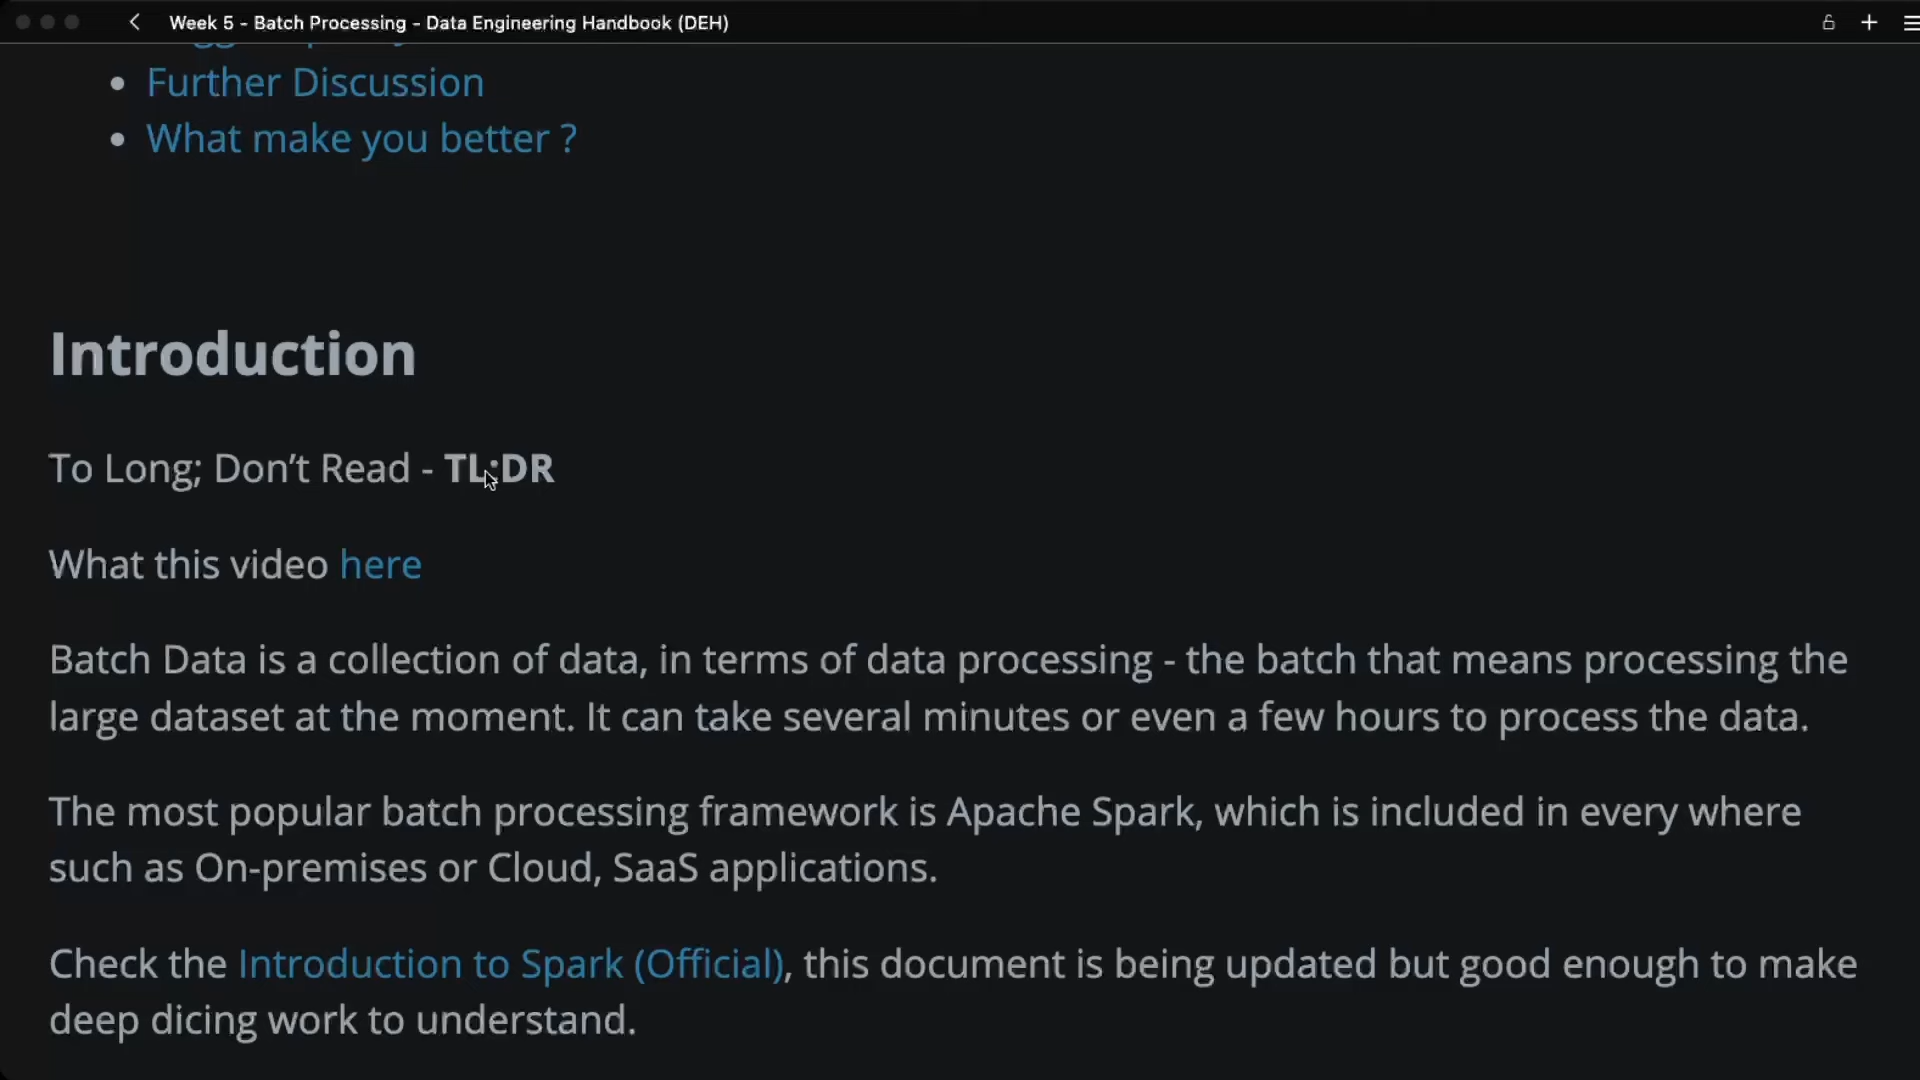 Week 5 - Batch Processing - Data Engineering Handbook (DEH)
Further Discussion
What make you better ?
Introduction
To Long; Don’t Read - TL;DR
What this video here
Batch Data is a collection of data, in terms of data processing - the batch that means processing the
large dataset at the moment. It can take several minutes or even a few hours to process the data.
The most popular batch processing framework is Apache Spark, which is included in every where
such as On-premises or Cloud, SaaS applications.
Check the Introduction to Spark (Official), this document is being updated but good enough to make
deep dicing work to understand.